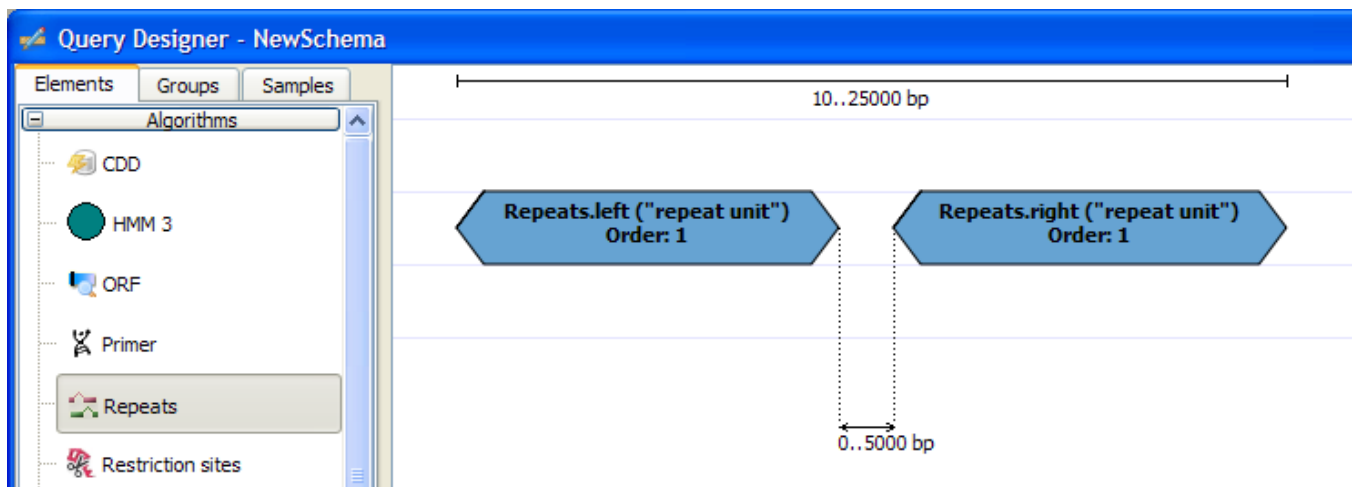 Query Designer - NewSchema
Elements Groups Samples
Algorithms
CDD
HMM 3
ORF
Primer
Repeats
Restriction sites
10..25000 bp
Repeats.left ("repeat unit")
Order: 1
Repeats.right ("repeat unit")
Order: 1
0..5000 bp